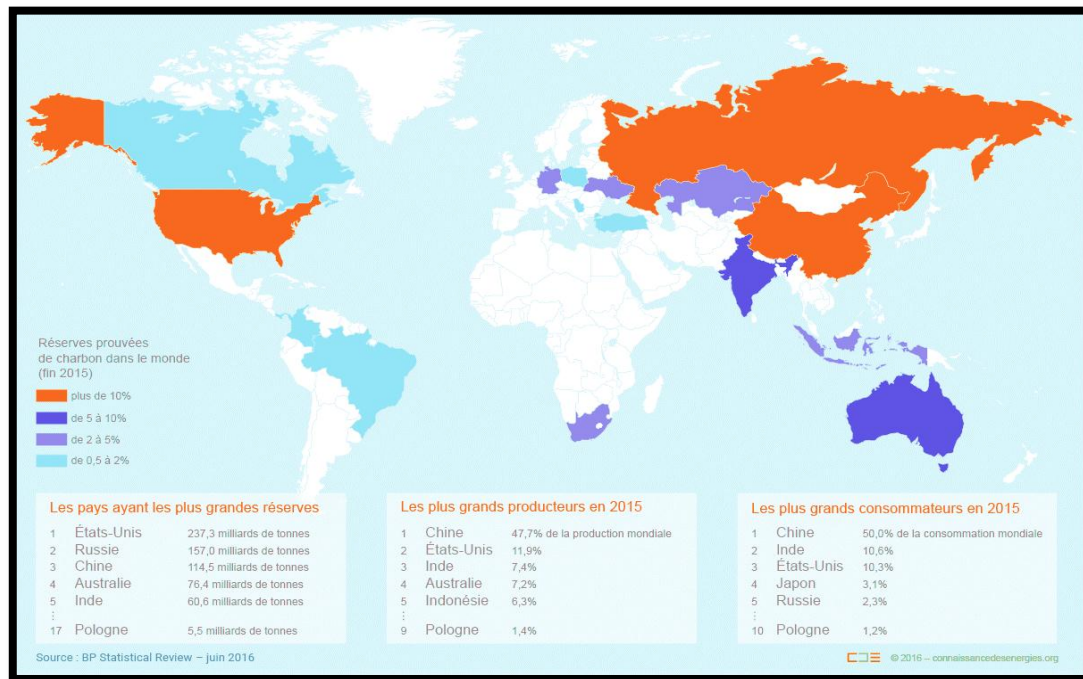 Réserves prouvées
de charbon dans le monde
(fin 2015)
plus de 10%
de 5 à 10%
de 2 à 5%
de 0,5 à 2%
Les pays ayant les plus grandes réserves
1 États-Unis 237,3 milliards de tonnes
2 Russie 157,0 milliards de tonnes
3 Chine 114,5 milliards de tonnes
4 Australie 76,4 milliards de tonnes
5 Inde 60,6 milliards de tonnes
⋮
17 Pologne 5,5 milliards de tonnes
Les plus grands producteurs en 2015
1 Chine 47,7% de la production mondiale
2 États-Unis 11,9%
3 Inde 7,4%
4 Australie 7,2%
5 Indonésie 6,3%
⋮
9 Pologne 1,4%
Les plus grands consommateurs en 2015
1 Chine 50,0% de la consommation mondiale
2 Inde 10,6%
3 États-Unis 10,3%
4 Japon 3,1%
5 Russie 2,3%
⋮
10 Pologne 1,2%
Source : BP Statistical Review – juin 2016
CDE © 2016 – connaissancedesenergies.org